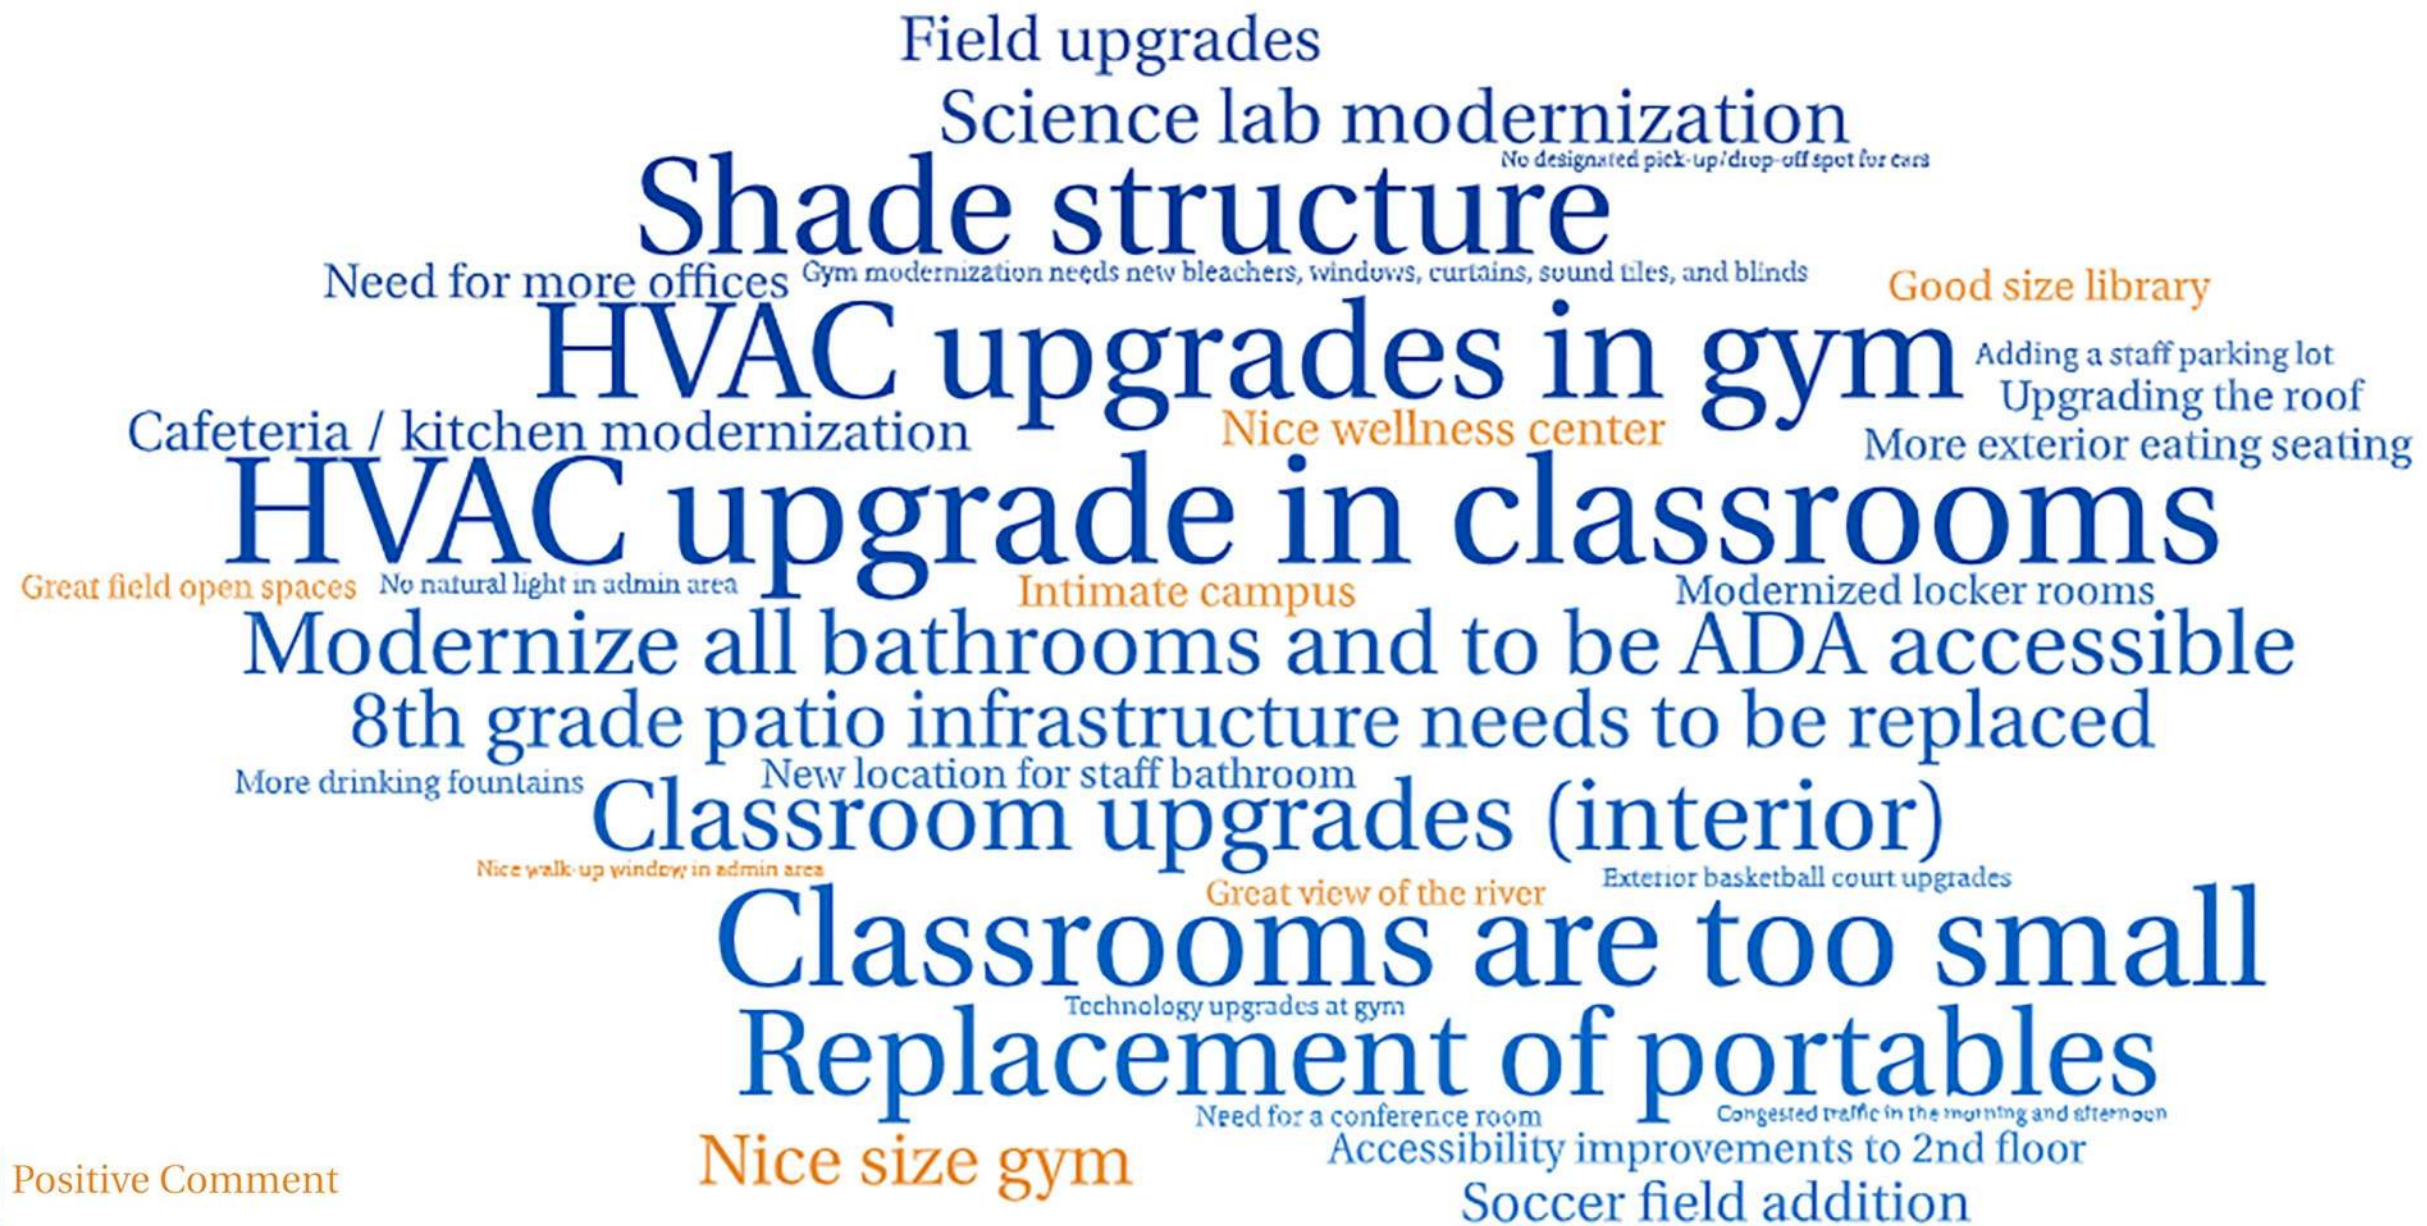 Field upgrades
Science lab modernization
No designated pick-up/drop-off spot for cars
Shade structure
Need for more offices
Gym modernization needs new bleachers, windows, curtains, sound tiles, and blinds
Good size library
HVAC upgrades in gym
Adding a staff parking lot
Upgrading the roof
Cafeteria / kitchen modernization
Nice wellness center
More exterior eating seating
HVAC upgrade in classrooms
Great field open spaces
No natural light in admin area
Intimate campus
Modernized locker rooms
Modernize all bathrooms and to be ADA accessible
8th grade patio infrastructure needs to be replaced
More drinking fountains
New location for staff bathroom
Classroom upgrades (interior)
Nice walk-up window in admin area
Great view of the river
Exterior basketball court upgrades
Classrooms are too small
Technology upgrades at gym
Replacement of portables
Need for a conference room
Congested traffic in the morning and afternoon
Nice size gym
Accessibility improvements to 2nd floor
Positive Comment
Soccer field addition